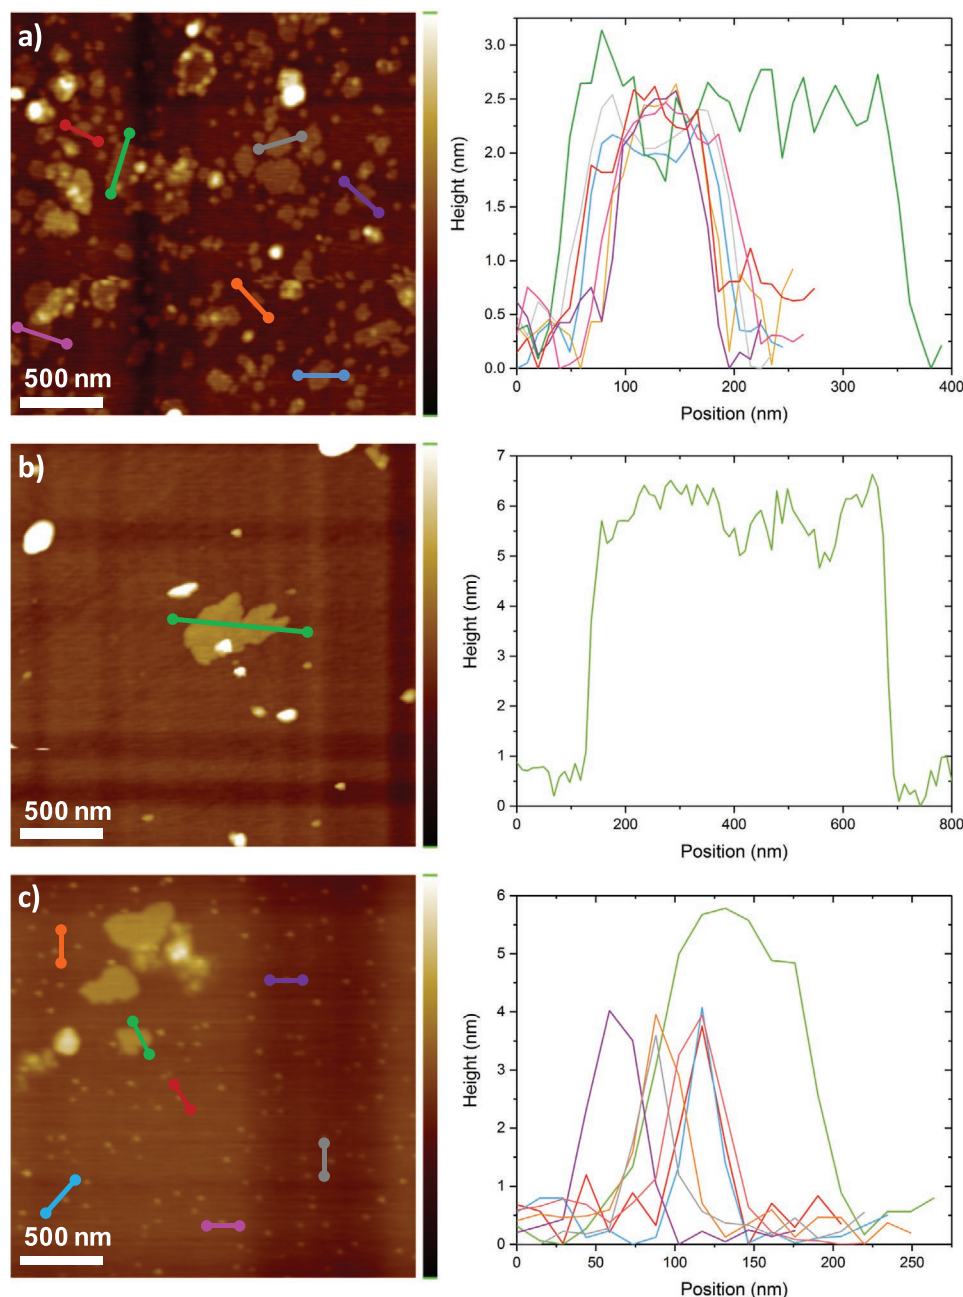 a)
500 nm
3.0
2.5
2.0
1.5
1.0
0.5
0.0
Height (nm)
0 100 200 300 400
Position (nm)
b)
500 nm
7
6
5
4
3
2
1
0
Height (nm)
0 200 400 600 800
Position (nm)
c)
500 nm
6
5
4
3
2
1
0
Height (nm)
0 50 100 150 200 250
Position (nm)